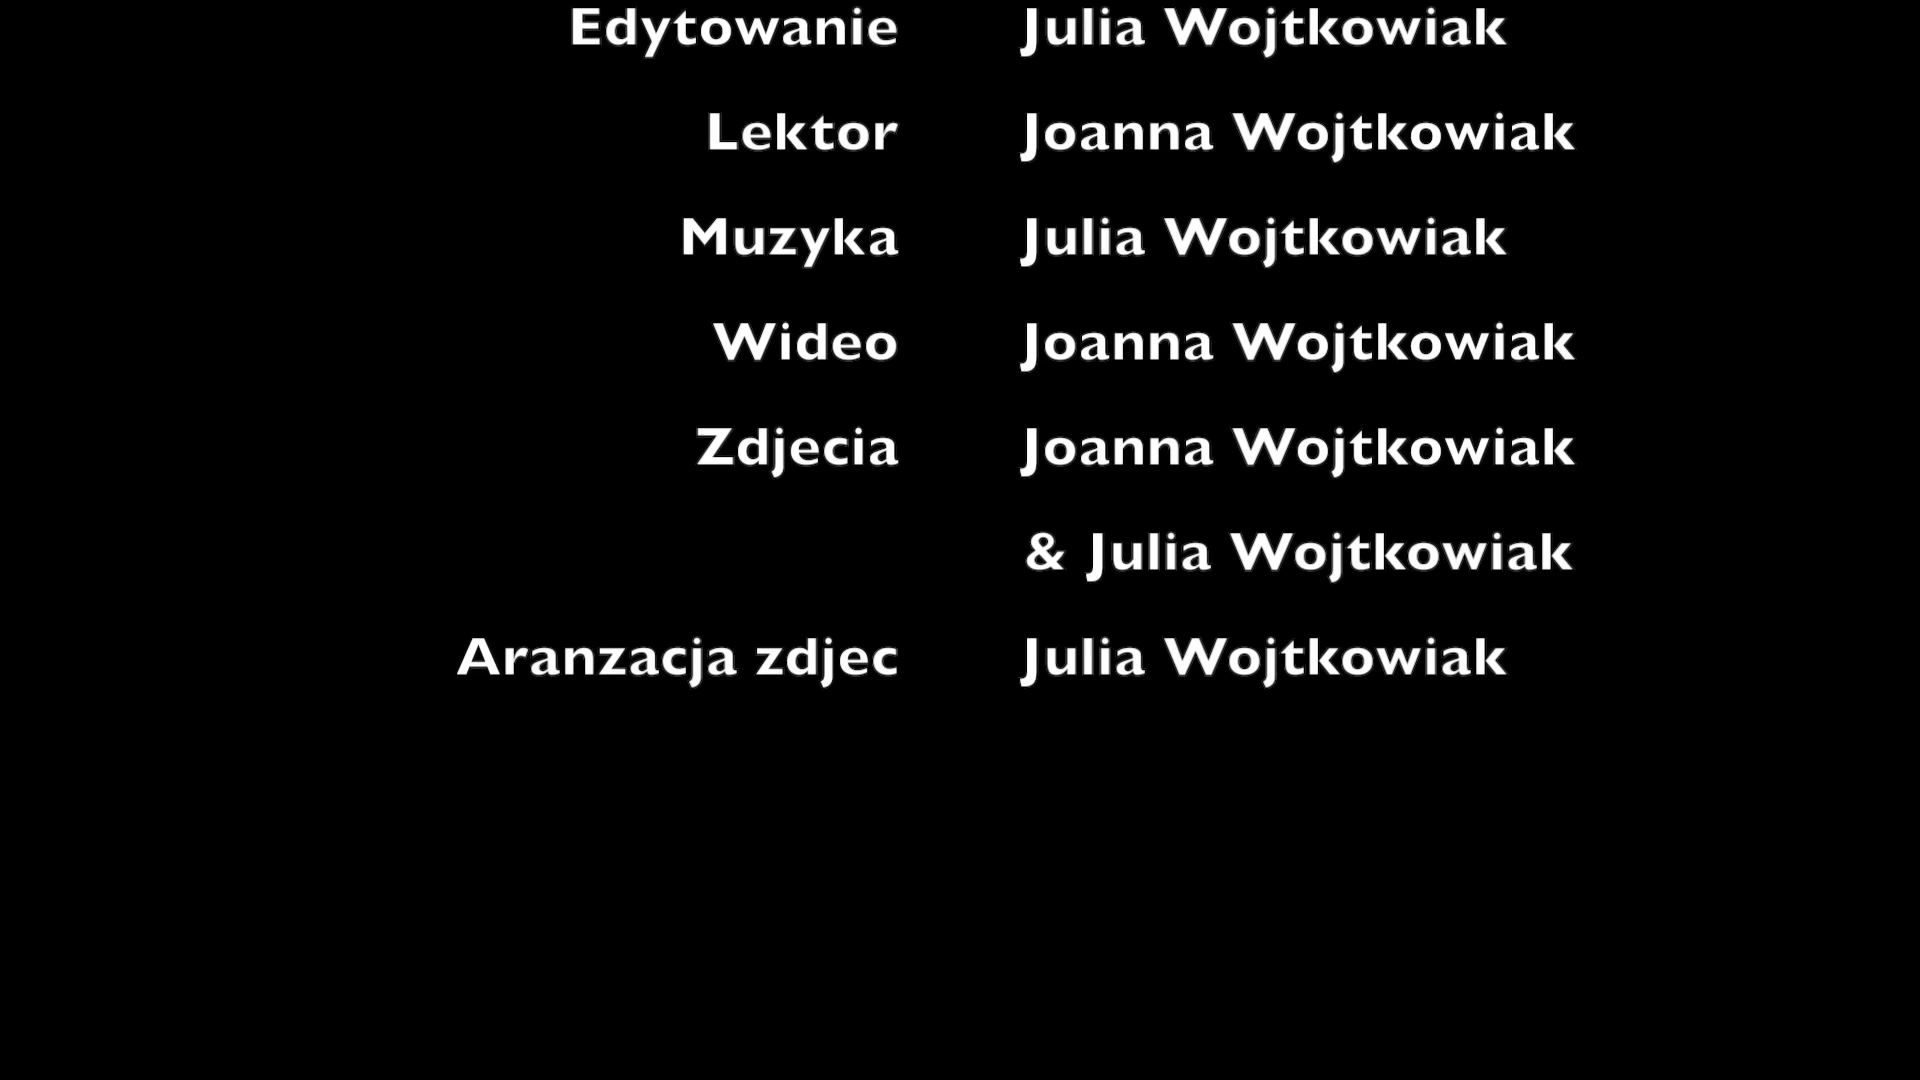 Edytowanie Julia Wojtkowiak
Lektor Joanna Wojtkowiak
Muzyka Julia Wojtkowiak
Wideo Joanna Wojtkowiak
Zdjecia Joanna Wojtkowiak
& Julia Wojtkowiak
Aranzacja zdjec Julia Wojtkowiak